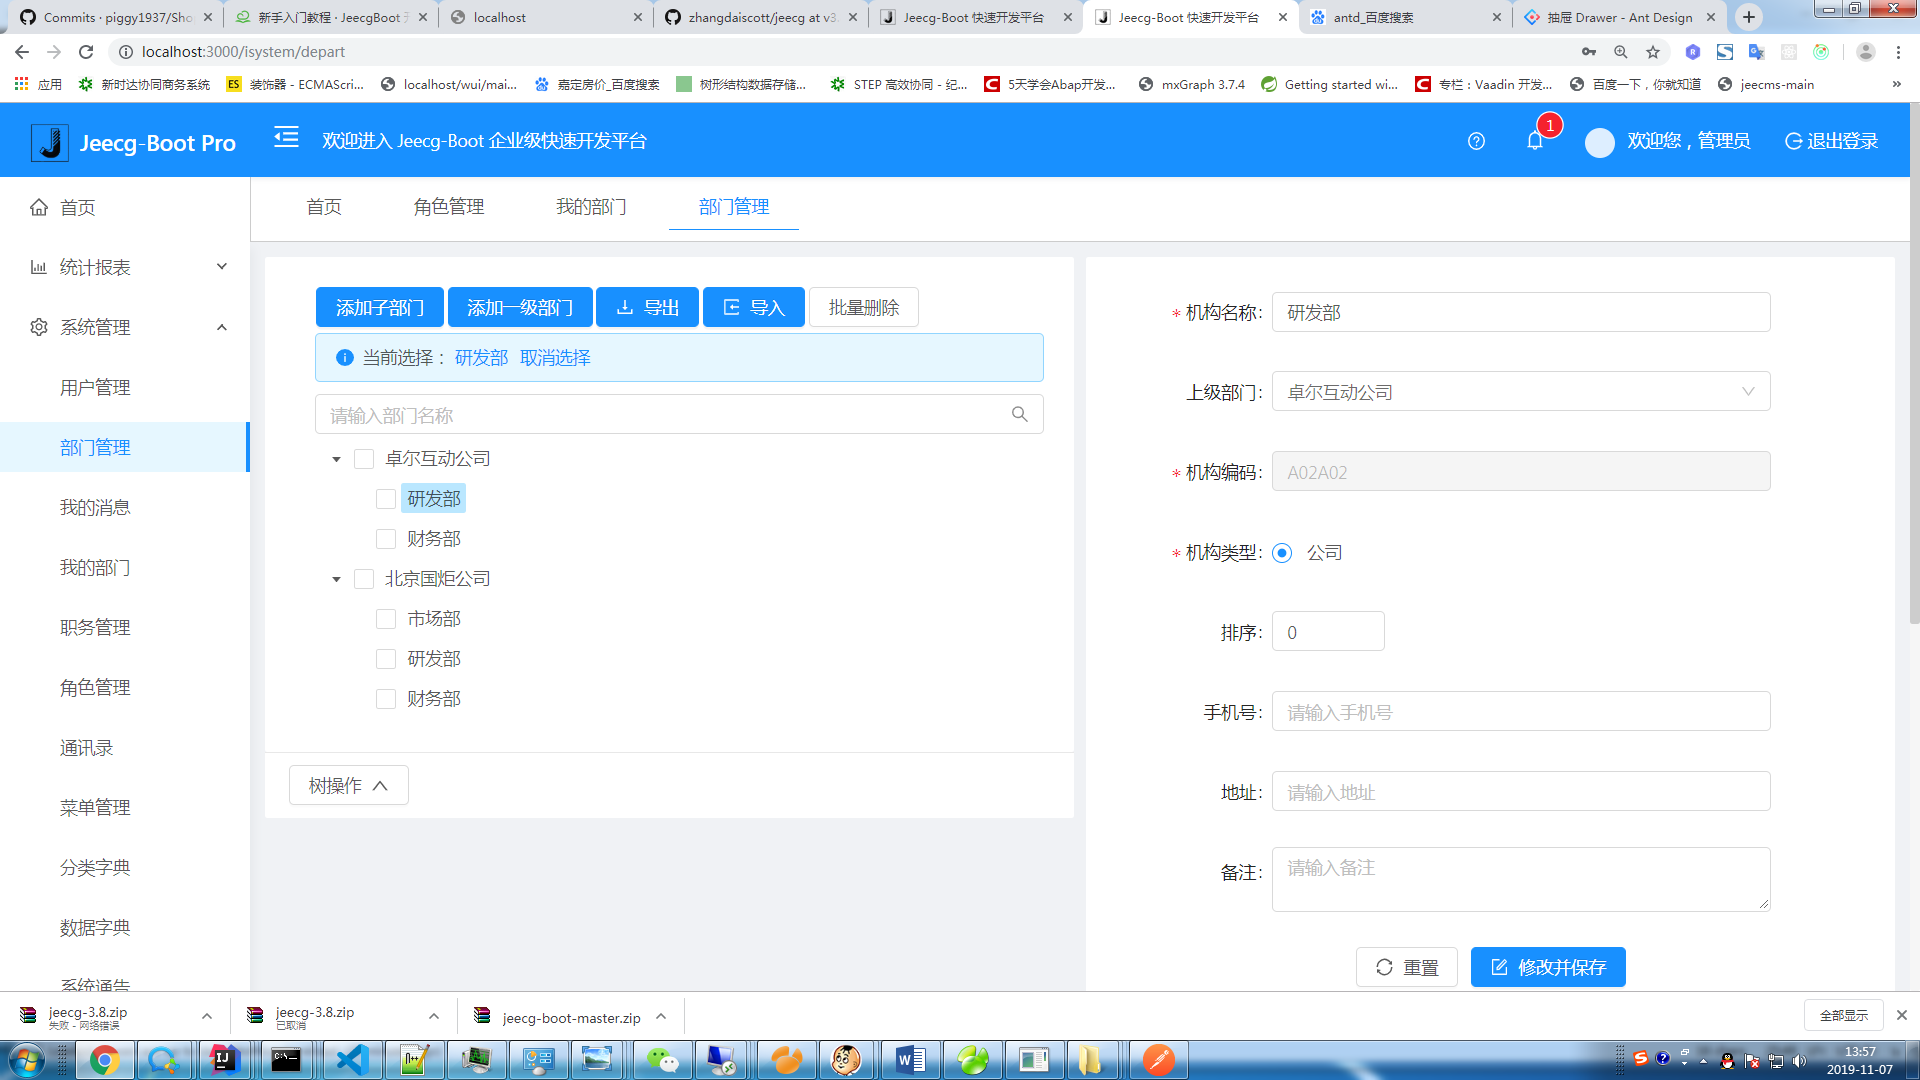 Commits · piggy1937/Sho
新手入门教程 · JeecgBoot 开
localhost
zhangdaiscott/jeecg at v3.
Jeecg-Boot 快速开发平台
Jeecg-Boot 快速开发平台
antd_百度搜索
抽屉 Drawer - Ant Design
localhost:3000/isystem/depart
应用
新时达协同商务系统
ES 装饰器 - ECMAScri...
localhost/wui/mai...
嘉定房价_百度搜索
树形结构数据存储...
STEP 高效协同 - 纪...
5天学会Abap开发...
mxGraph 3.7.4
Getting started wi...
专栏：Vaadin 开发...
百度一下，你就知道
jeecms-main
»
Jeecg-Boot Pro
欢迎进入 Jeecg-Boot 企业级快速开发平台
1
欢迎您，管理员
退出登录
首页
统计报表
系统管理
用户管理
部门管理
我的消息
我的部门
职务管理
角色管理
通讯录
菜单管理
分类字典
数据字典
系统通告
首页
角色管理
我的部门
部门管理
添加子部门
添加一级部门
导出
导入
批量删除
当前选择： 研发部 取消选择
请输入部门名称
卓尔互动公司
研发部
财务部
北京国炬公司
市场部
研发部
财务部
树操作
* 机构名称: 研发部
上级部门: 卓尔互动公司
* 机构编码: A02A02
* 机构类型: 公司
排序: 0
手机号: 请输入手机号
地址: 请输入地址
备注: 请输入备注
重置
修改并保存
jeecg-3.8.zip
失败 - 网络错误
jeecg-3.8.zip
已取消
jeecg-boot-master.zip
全部显示
13:57
2019-11-07